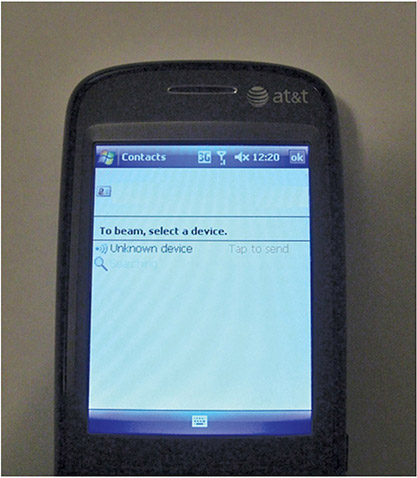 at&t
Contacts 3G 12:20 ok
To beam, select a device.
Unknown device Tap to send
Searching...